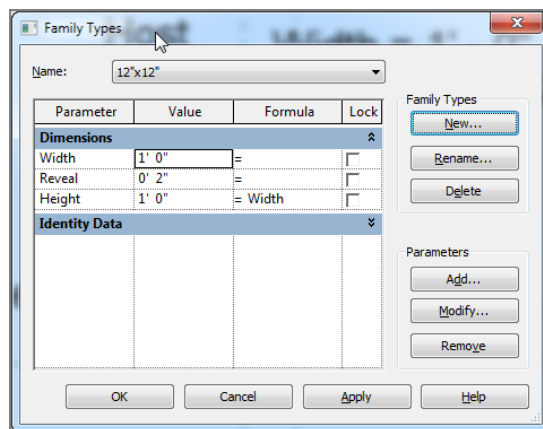 Family Types
Name:
12"x12"
Parameter Value Formula Lock
Dimensions
Width 1' 0" =
Reveal 0' 2" =
Height 1' 0" = Width
Identity Data
Family Types
New...
Rename...
Delete
Parameters
Add...
Modify...
Remove
OK Cancel Apply Help